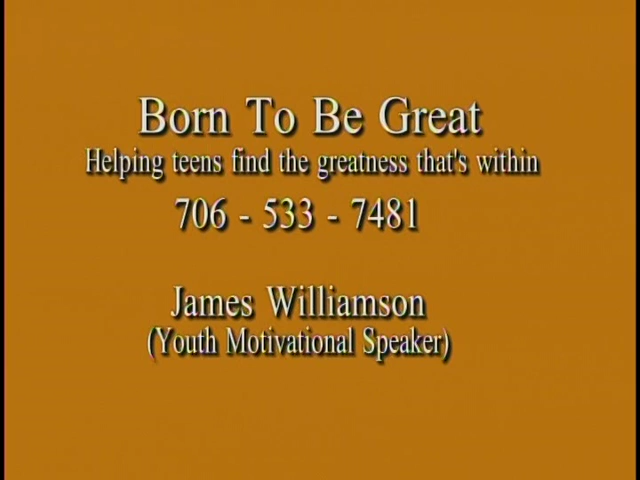 Born To Be Great
Helping teens find the greatness that's within
706 - 533 - 7481
James Williamson
(Youth Motivational Speaker)